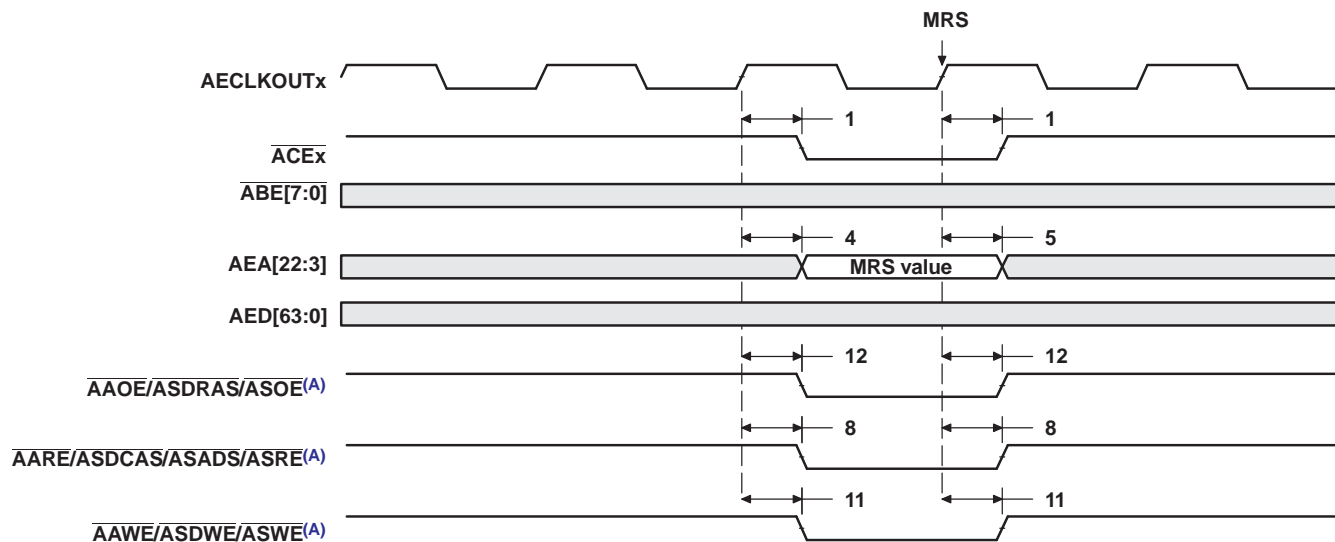 MRS
AECLKOUTx
1 1
ACEx
ABE[7:0]
4 5
AEA[22:3] MRS value
AED[63:0]
12 12
AAOE/ASDRAS/ASOE(A)
8 8
AARE/ASDCAS/ASADS/ASRE(A)
11 11
AAWE/ASDWE/ASWE(A)